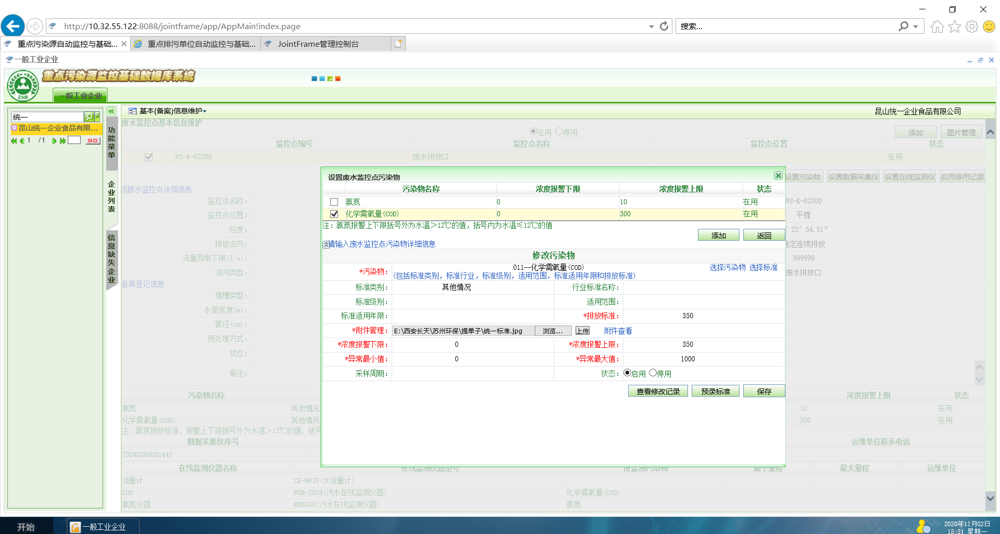 http://10.32.55.122:8088/jointframe/app/AppMain!index.page
搜索...
重点污染源自动监控与基础...
重点排污单位自动监控与基础...
JointFrame管理控制台
一般工业企业
重点污染源监控基础数据库系统
ZHB
一般工业企业
统一
昆山统一企业食品有限...
1 /1 GO
功能菜单
企业列表
信息缺失企业
基本(备案)信息维护
昆山统一企业食品有限公司
废水监控点基本信息维护
在用 停用
添加 图片管理
监控点编号 监控点名称 监控点位置 状态
WS-K-62300 废水排放口 在用
设置污染物 设置数据采集仪 设置在线监测仪 启用停用记录
废水监控点详细信息
监控点名称： WS-K-62300
监控点位置： 平提
经度： 22′ 54.51″
排放去向： 稳定连续排放
流量异常下限(l/s)： 999999
流向类型： 废水排放口
备案登记信息
堰槽类型：
水面宽度(m)：
管径(cm)：
预处理方式：
状态：
备注：
设置废水监控点污染物
污染物名称 浓度报警下限 浓度报警上限 状态
氨氮 0 10 在用
化学需氧量(COD) 0 300 在用
注：氨氮报警上下限括号外为水温＞12℃的值，括号内为水温≤12℃的值
添加 返回
请输入废水监控点污染物详细信息
修改污染物
*污染物： 011--化学需氧量(COD) 选择污染物 选择标准
(包括标准类别，标准行业，标准级别，适用范围，标准适用年限和排放标准)
标准类别： 其他情况 行业标准名称：
标准级别： 适用范围：
标准适用年限： *排放标准： 350
*附件管理： E:\西安长天\苏州环保\提单子\统一标准.jpg 浏览... 上传 附件查看
*浓度报警下限： 0 *浓度报警上限： 350
*异常最小值： 0 *异常最大值： 1000
采样周期： 状态： 启用 停用
查看修改记录 预录标准 保存
污染物名称 浓度报警上限 状态
氨氮 其他情况 10 在用
化学需氧量(COD) 其他情况 300 在用
注：氨氮排放标准、报警上下限括号外为水温＞12℃的值，括号
数据采集仪序号 运维单位联系电话
23040280001442
在线监测仪器名称 在线监测仪器型号 所监测污染物 最小量程 最大量程 运维单位
流量计 CE-9628(水流量计)
COD PGH-2018(污水在线监测仪器) 化学需氧量(COD)
氨氮仪器 WD6200(污水在线监测仪器) 氨氮
开始
一般工业企业
2020年11月02日
15:31 星期一